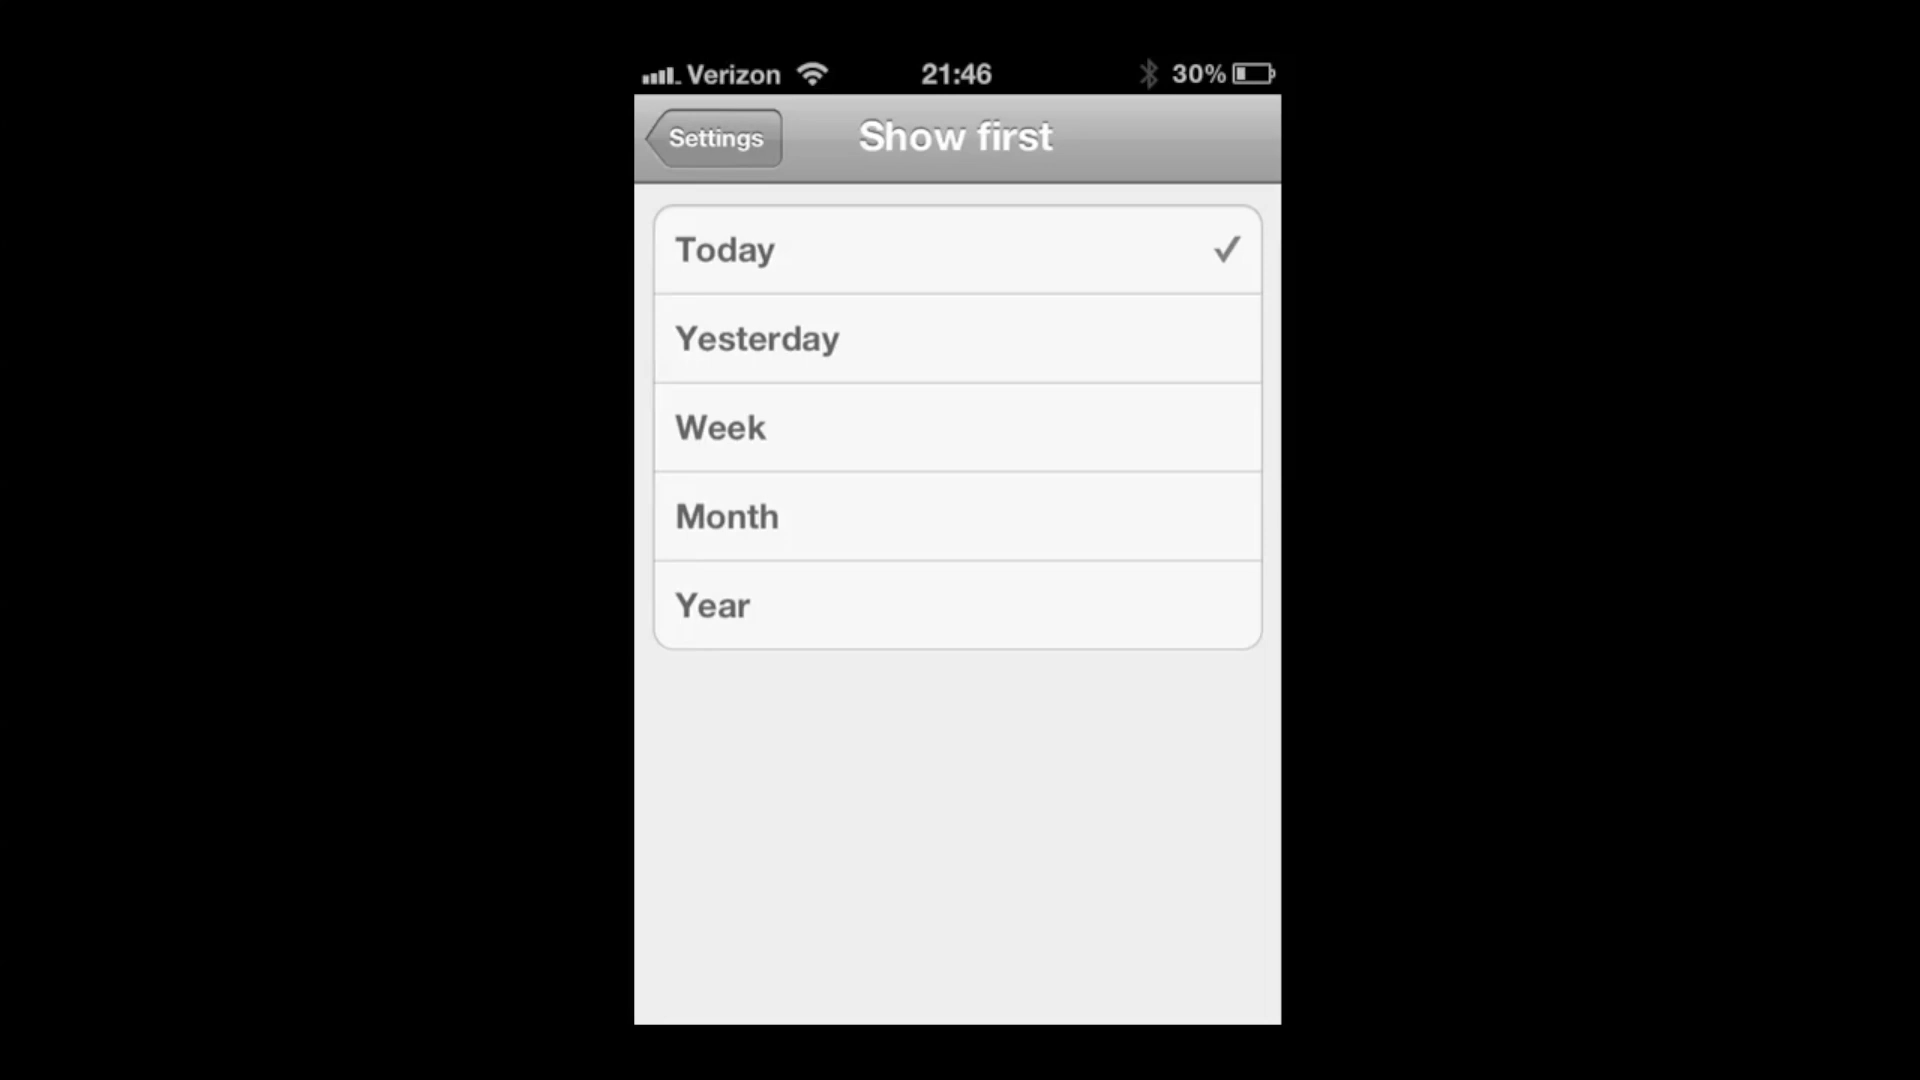 Verizon 21:46 30%
Settings Show first
Today
Yesterday
Week
Month
Year